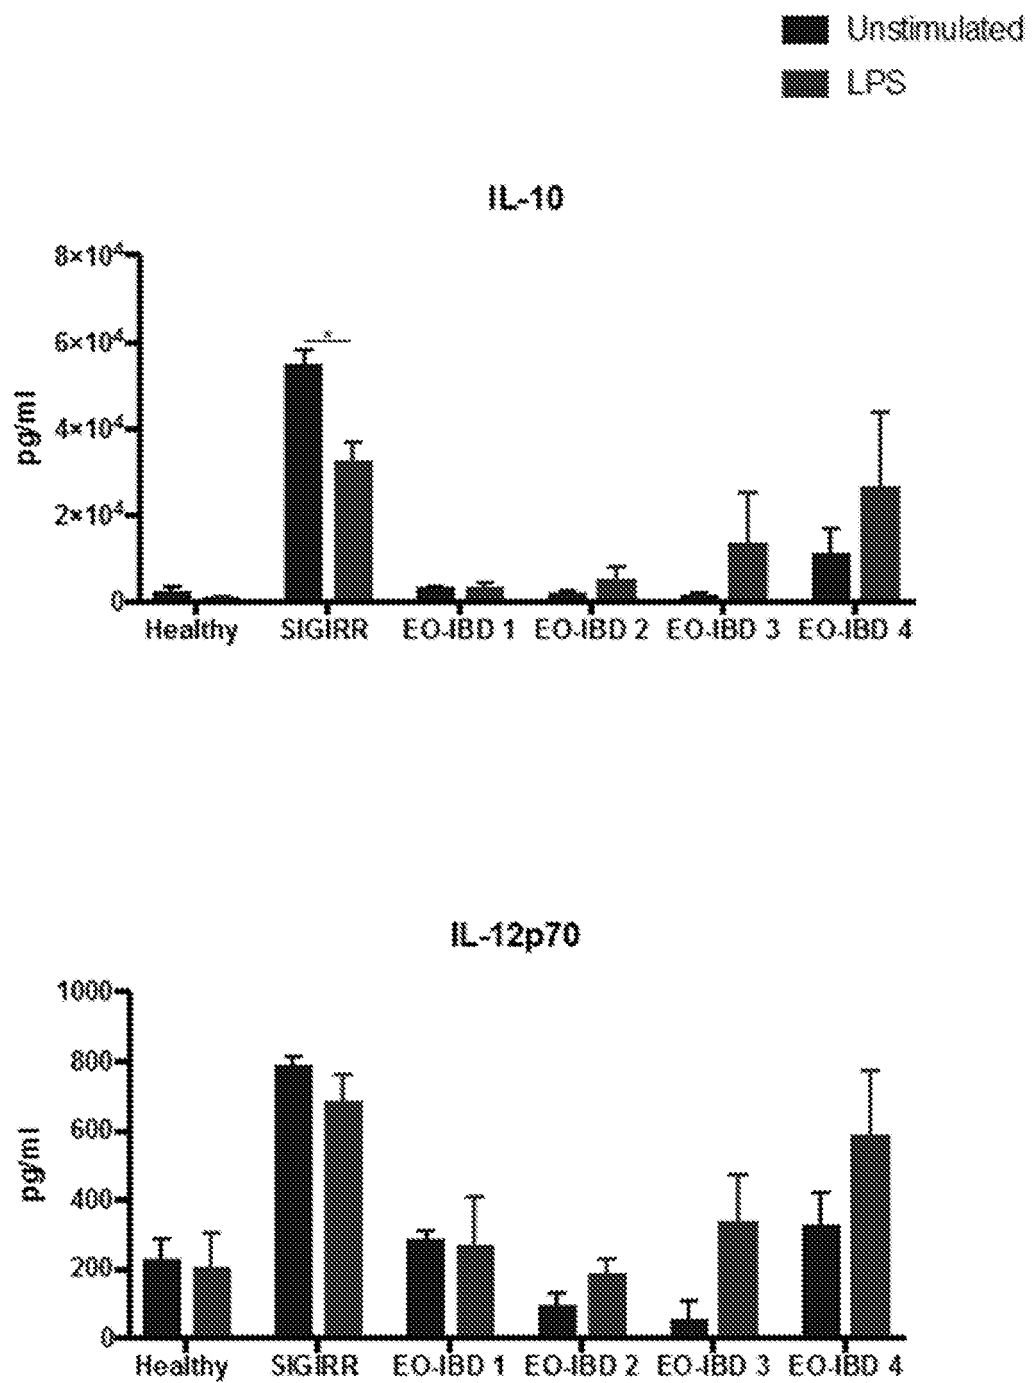 Unstimulated
LPS
IL-10
8×10⁴
6×10⁴
4×10⁴
2×10⁴
0
pg/ml
*
Healthy SIGIRR EO-IBD 1 EO-IBD 2 EO-IBD 3 EO-IBD 4
IL-12p70
1000
800
600
400
200
0
pg/ml
Healthy SIGIRR EO-IBD 1 EO-IBD 2 EO-IBD 3 EO-IBD 4